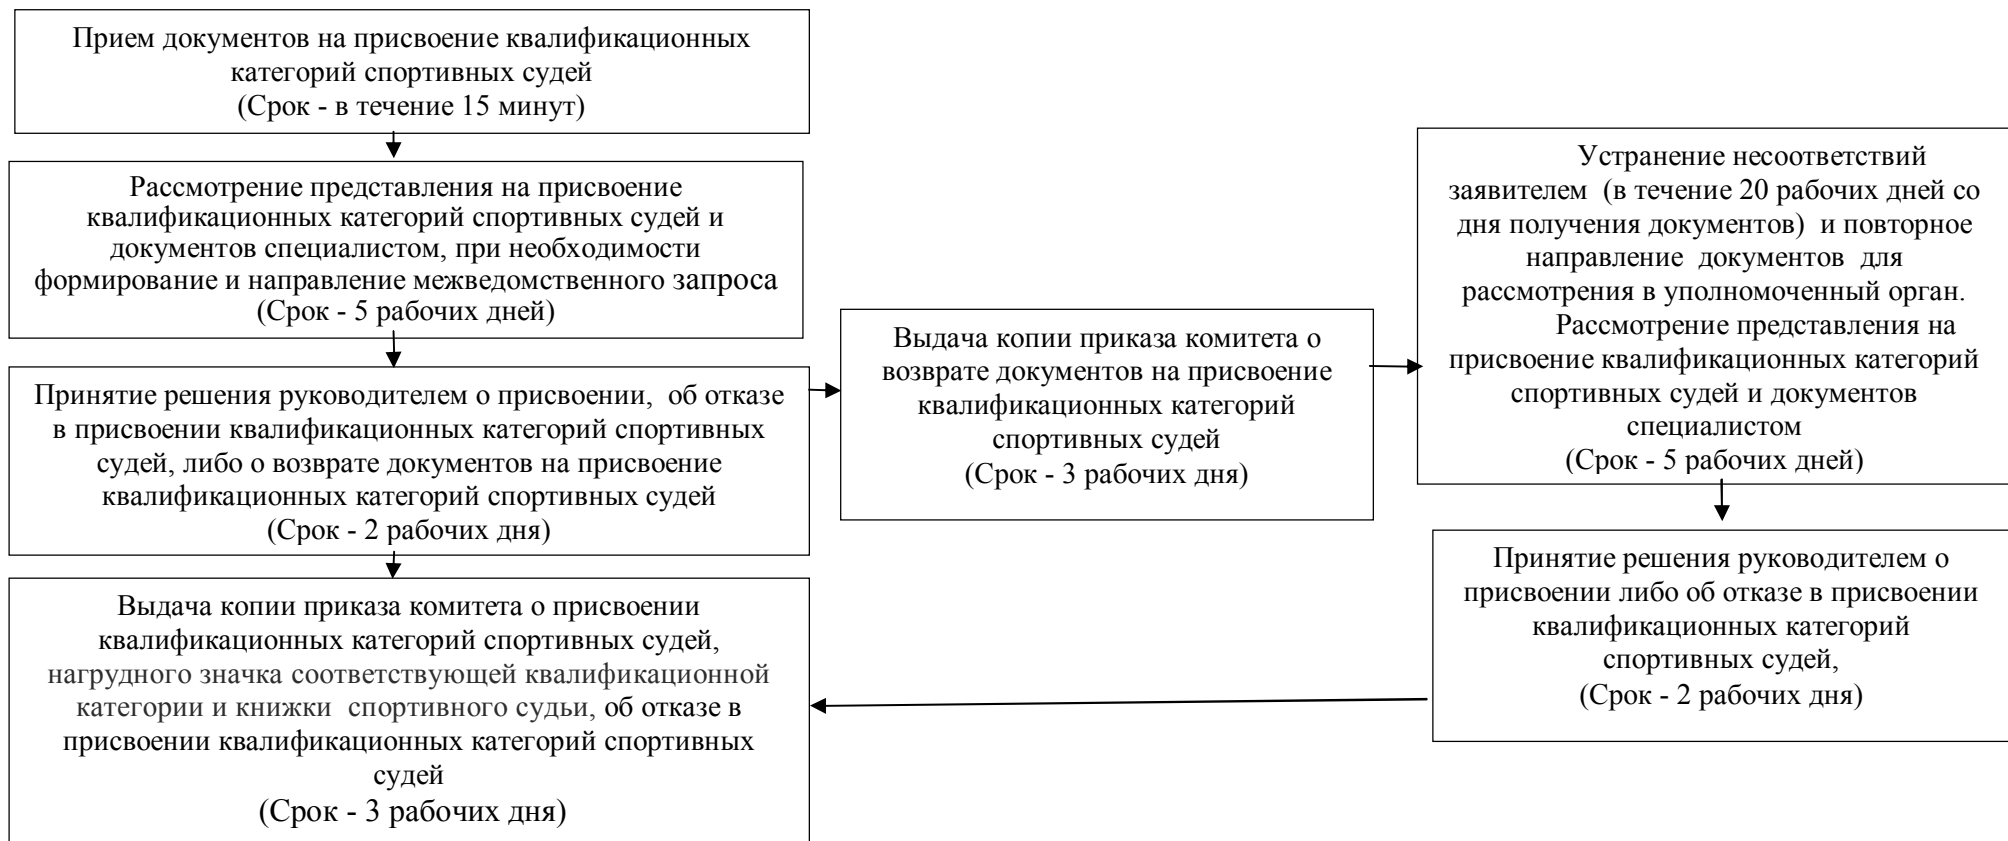 Прием документов на присвоение квалификационных
категорий спортивных судей
(Срок - в течение 15 минут)
Рассмотрение представления на присвоение
квалификационных категорий спортивных судей и
документов специалистом, при необходимости
формирование и направление межведомственного запроса
(Срок - 5 рабочих дней)
Принятие решения руководителем о присвоении, об отказе
в присвоении квалификационных категорий спортивных
судей, либо о возврате документов на присвоение
квалификационных категорий спортивных судей
(Срок - 2 рабочих дня)
Выдача копии приказа комитета о возврате документов на присвоение
квалификационных категорий
спортивных судей
(Срок - 3 рабочих дня)
Устранение несоответствий
заявителем (в течение 20 рабочих дней со
дня получения документов) и повторное
направление документов для
рассмотрения в уполномоченный орган.
Рассмотрение представления на
присвоение квалификационных категорий
спортивных судей и документов
специалистом
(Срок - 5 рабочих дней)
Принятие решения руководителем о
присвоении либо об отказе в присвоении
квалификационных категорий
спортивных судей,
(Срок - 2 рабочих дня)
Выдача копии приказа комитета о присвоении
квалификационных категорий спортивных судей,
нагрудного значка соответствующей квалификационной
категории и книжки спортивного судьи, об отказе в
присвоении квалификационных категорий спортивных
судей
(Срок - 3 рабочих дня)